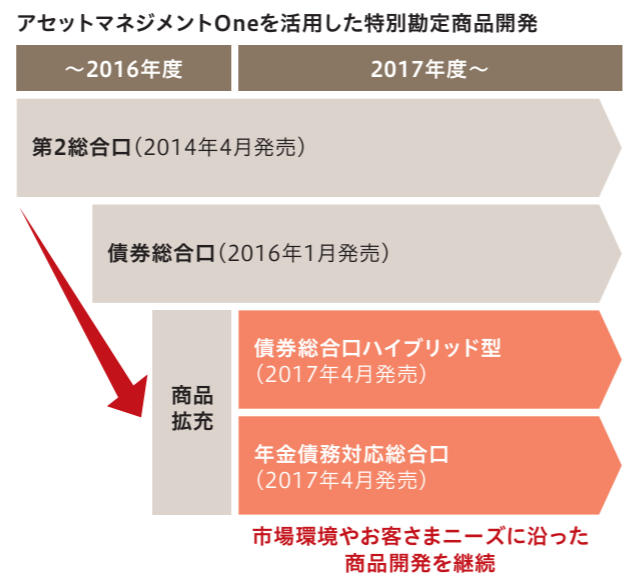 アセットマネジメントOneを活用した特別勘定商品開発
～2016年度
2017年度～
第2総合口（2014年4月発売）
債券総合口（2016年1月発売）
商品
拡充
債券総合口ハイブリッド型
（2017年4月発売）
年金債務対応総合口
（2017年4月発売）
市場環境やお客さまニーズに沿った
商品開発を継続